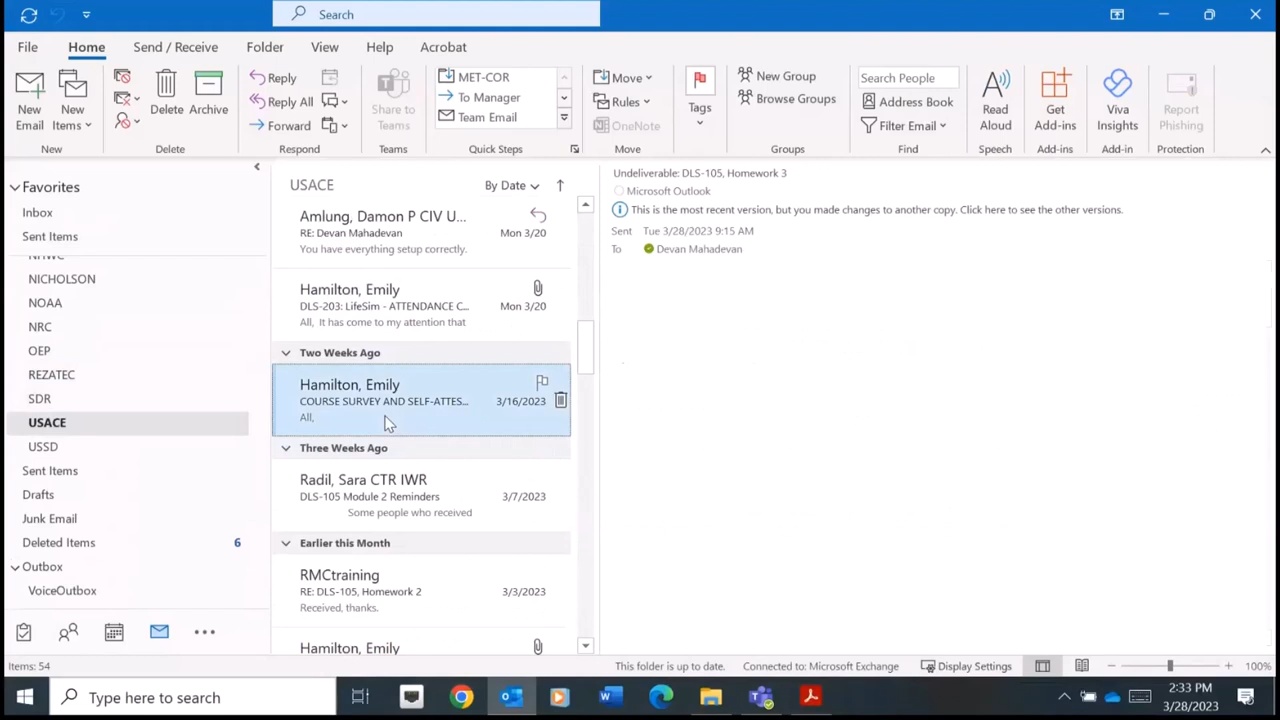 Search
File Home Send / Receive Folder View Help Acrobat
New Email
New Items
Delete
Archive
Reply
Reply All
Forward
Share to Teams
MET-COR
To Manager
Team Email
Move
Rules
OneNote
Tags
New Group
Browse Groups
Search People
Address Book
Filter Email
Read Aloud
Get Add-ins
Viva Insights
Report Phishing
New Delete Respond Teams Quick Steps Move Groups Find Speech Add-ins Add-in Protection
Favorites
Inbox
Sent Items
NICHOLSON
NOAA
NRC
OEP
REZATEC
SDR
USACE
USSD
Sent Items
Drafts
Junk Email
Deleted Items 6
Outbox
VoiceOutbox
USACE By Date
Amlung, Damon P CIV U...
RE: Devan Mahadevan Mon 3/20
You have everything setup correctly.
Hamilton, Emily
DLS-203: LifeSim - ATTENDANCE C... Mon 3/20
All, It has come to my attention that
Two Weeks Ago
Hamilton, Emily
COURSE SURVEY AND SELF-ATTES... 3/16/2023
All,
Three Weeks Ago
Radil, Sara CTR IWR
DLS-105 Module 2 Reminders 3/7/2023
Some people who received
Earlier this Month
RMCtraining
RE: DLS-105, Homework 2 3/3/2023
Received, thanks.
Hamilton, Emily
Undeliverable: DLS-105, Homework 3
Microsoft Outlook
This is the most recent version, but you made changes to another copy. Click here to see the other versions.
Sent Tue 3/28/2023 9:15 AM
To Devan Mahadevan
Items: 54 This folder is up to date. Connected to: Microsoft Exchange Display Settings 100%
Type here to search
2:33 PM
3/28/2023